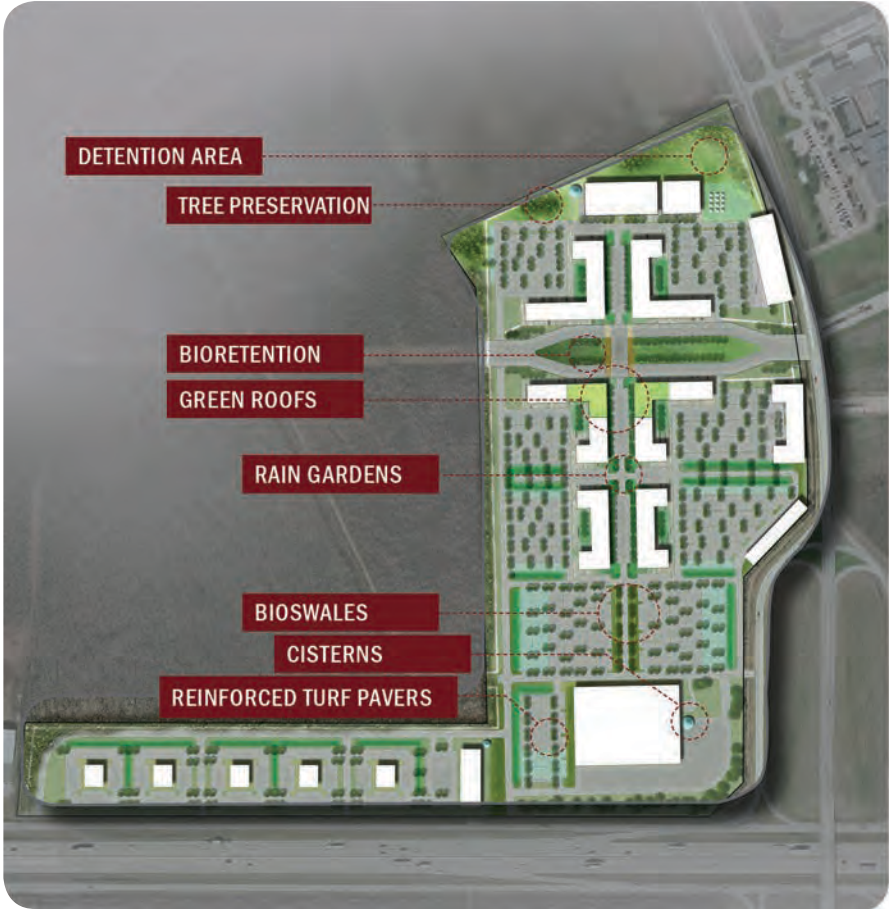 DETENTION AREA
TREE PRESERVATION
BIORETENTION
GREEN ROOFS
RAIN GARDENS
BIOSWALES
CISTERNS
REINFORCED TURF PAVERS